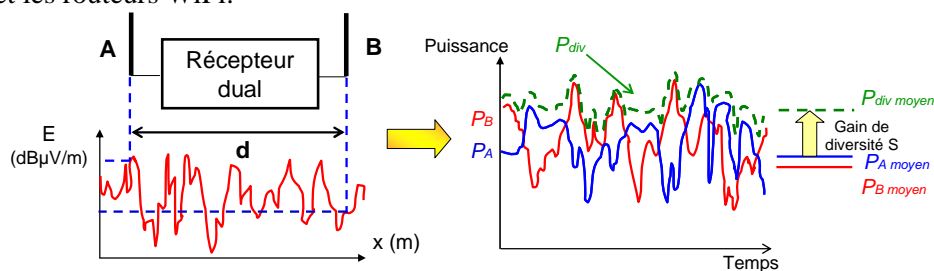 et les routeurs WiFi.
A
B
Récepteur
dual
E
(dBµV/m)
d
x (m)
Puissance
Pdiv
PB
PA
Temps
Pdiv moyen
Gain de
diversité S
PA moyen
PB moyen